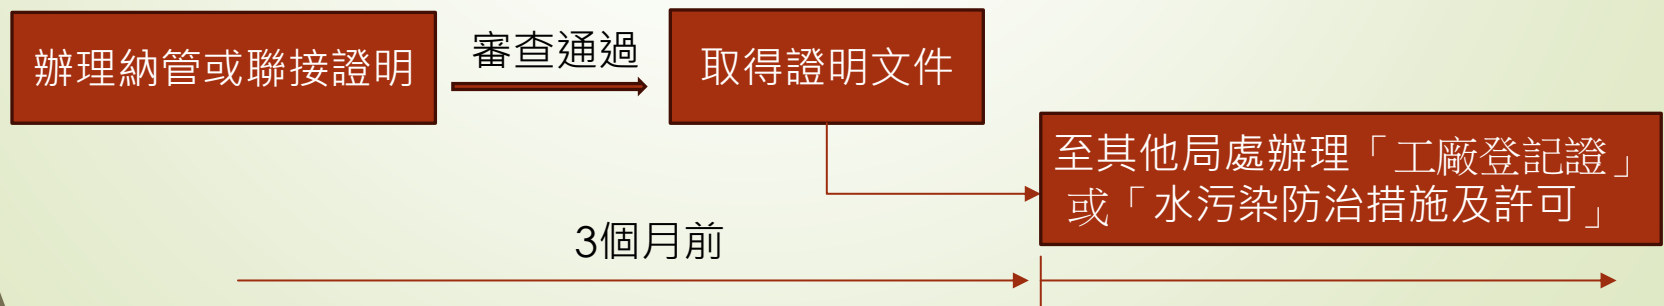 辦理納管或聯接證明
審查通過
取得證明文件
至其他局處辦理「工廠登記證」
或「水污染防治措施及許可」
3個月前